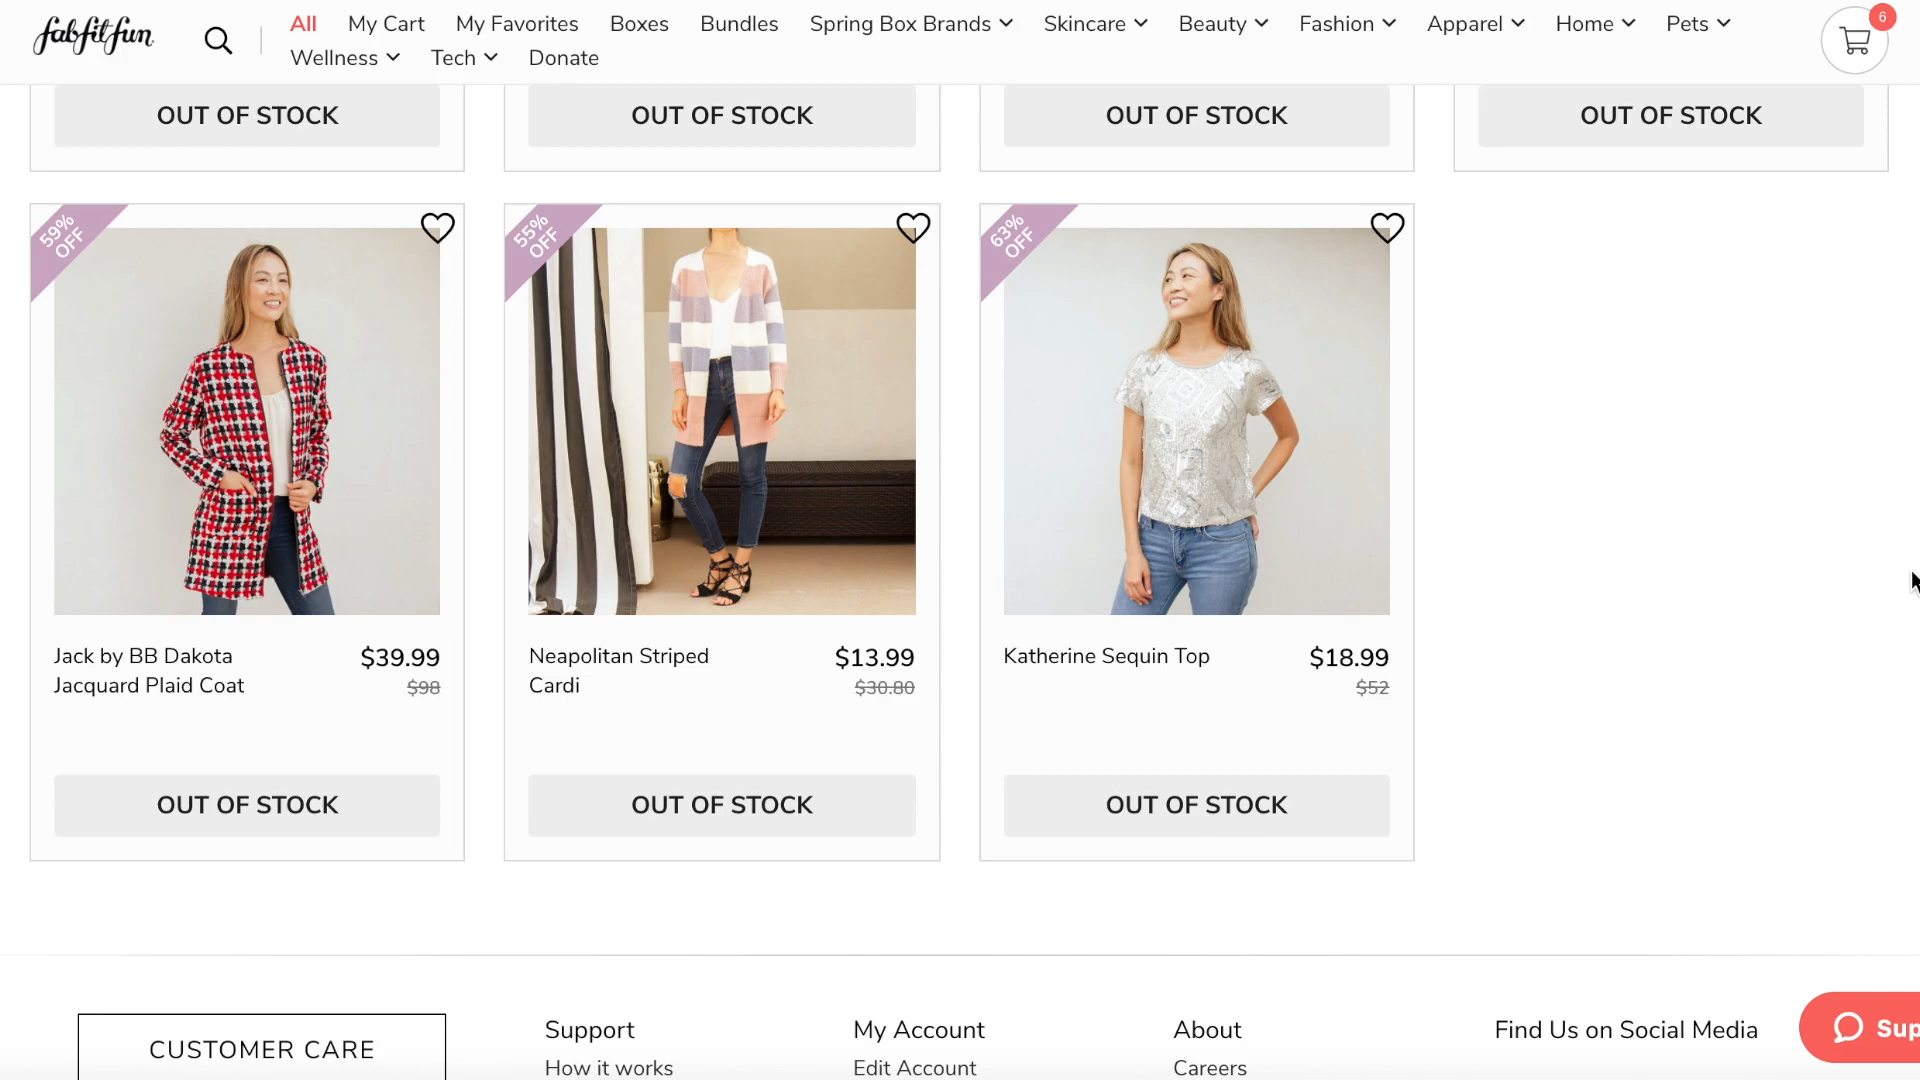 fabfitfun
All My Cart My Favorites Boxes Bundles Spring Box Brands Skincare Beauty Fashion Apparel Home Pets
Wellness Tech Donate
6
OUT OF STOCK OUT OF STOCK OUT OF STOCK OUT OF STOCK
59%
OFF
55%
OFF
63%
OFF
Jack by BB Dakota
Jacquard Plaid Coat
$39.99
$98
Neapolitan Striped
Cardi
$13.99
$30.80
Katherine Sequin Top
$18.99
$52
OUT OF STOCK OUT OF STOCK OUT OF STOCK
CUSTOMER CARE
Support
How it works
My Account
Edit Account
About
Careers
Find Us on Social Media
Sup